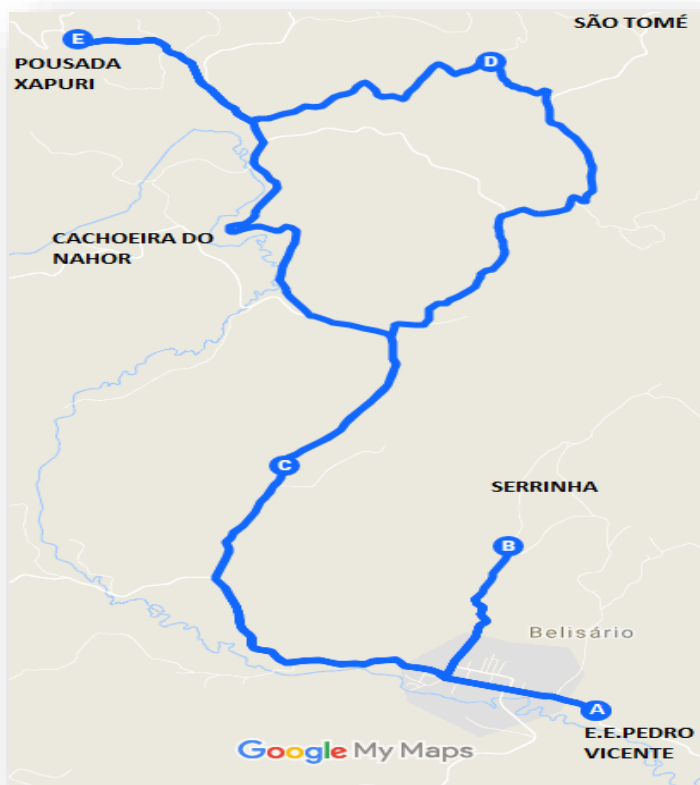 SÃO TOMÉ
E
POUSADA
XAPURI
D
CACHOEIRA DO
NAHOR
C
SERRINHA
B
Belisário
A
E.E.PEDRO
VICENTE
Google My Maps